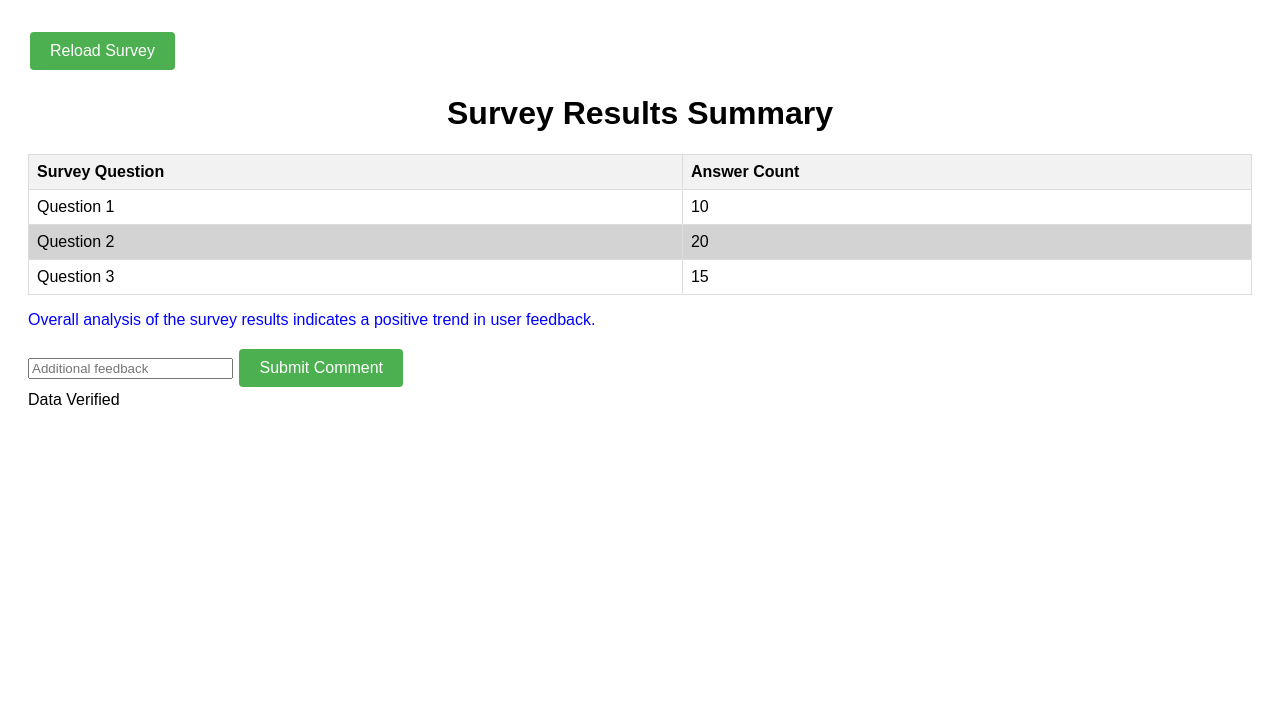 Reload Survey
Survey Results Summary
Survey Question Answer Count
Question 1 10
Question 2 20
Question 3 15
Overall analysis of the survey results indicates a positive trend in user feedback.
Additional feedback Submit Comment
Data Verified